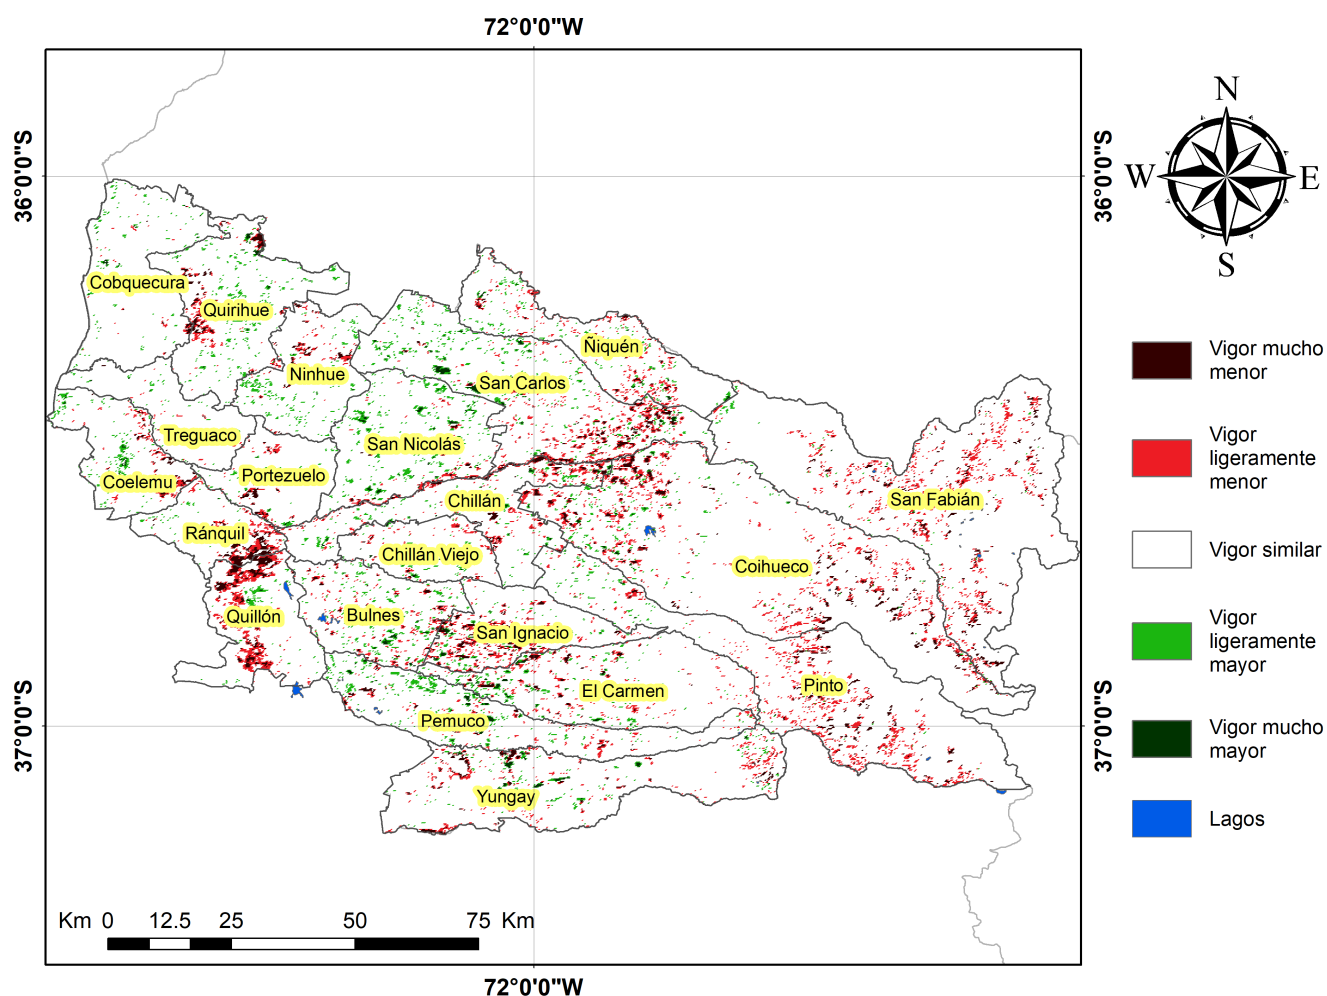 72°0'0"W
N
W
E
S
36°0'0"S
36°0'0"S
Cobquecura
Quirihue
Ñiquén
Ninhue
San Carlos
Treguaco
San Nicolás
Portezuelo
Coelemu
Chillán
San Fabián
Ránquil
Chillán Viejo
Coihueco
Quillón
Bulnes
San Ignacio
Pinto
El Carmen
Pemuco
Yungay
37°0'0"S
37°0'0"S
Km 0 12.5 25 50 75 Km
72°0'0"W
Vigor mucho
menor
Vigor
ligeramente
menor
Vigor similar
Vigor
ligeramente
mayor
Vigor mucho
mayor
Lagos